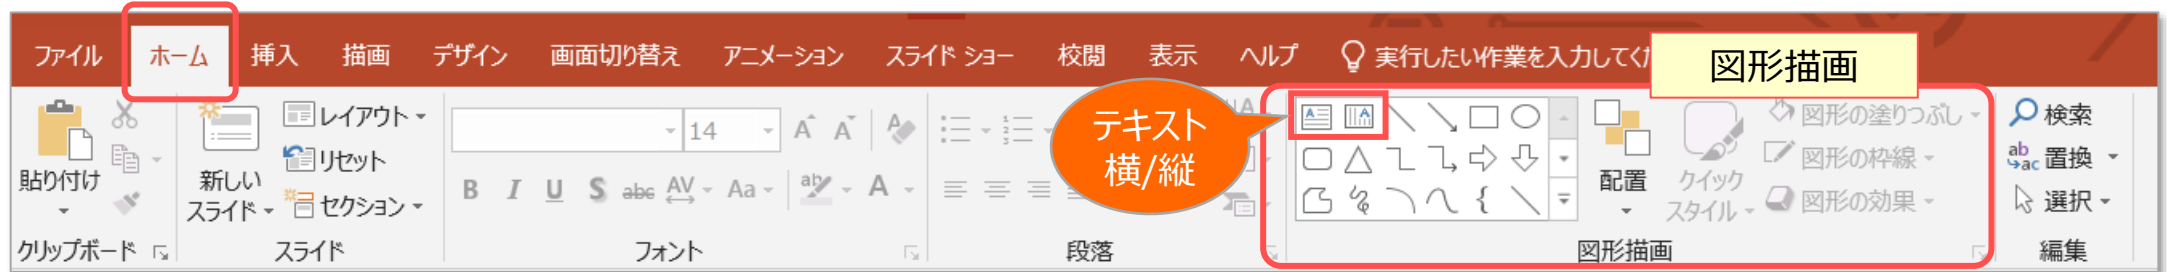 ファイル ホーム 挿入 描画 デザイン 画面切り替え アニメーション スライド ショー 校閲 表示 ヘルプ 実行したい作業を入力してく
図形描画
テキスト
横/縦
貼り付け
クリップボード
新しい
スライド
レイアウト
リセット
セクション
スライド
14
B I U S abc AV Aa A
フォント
段落
配置
クイック
スタイル
図形の塗りつぶし
図形の枠線
図形の効果
図形描画
検索
置換
選択
編集